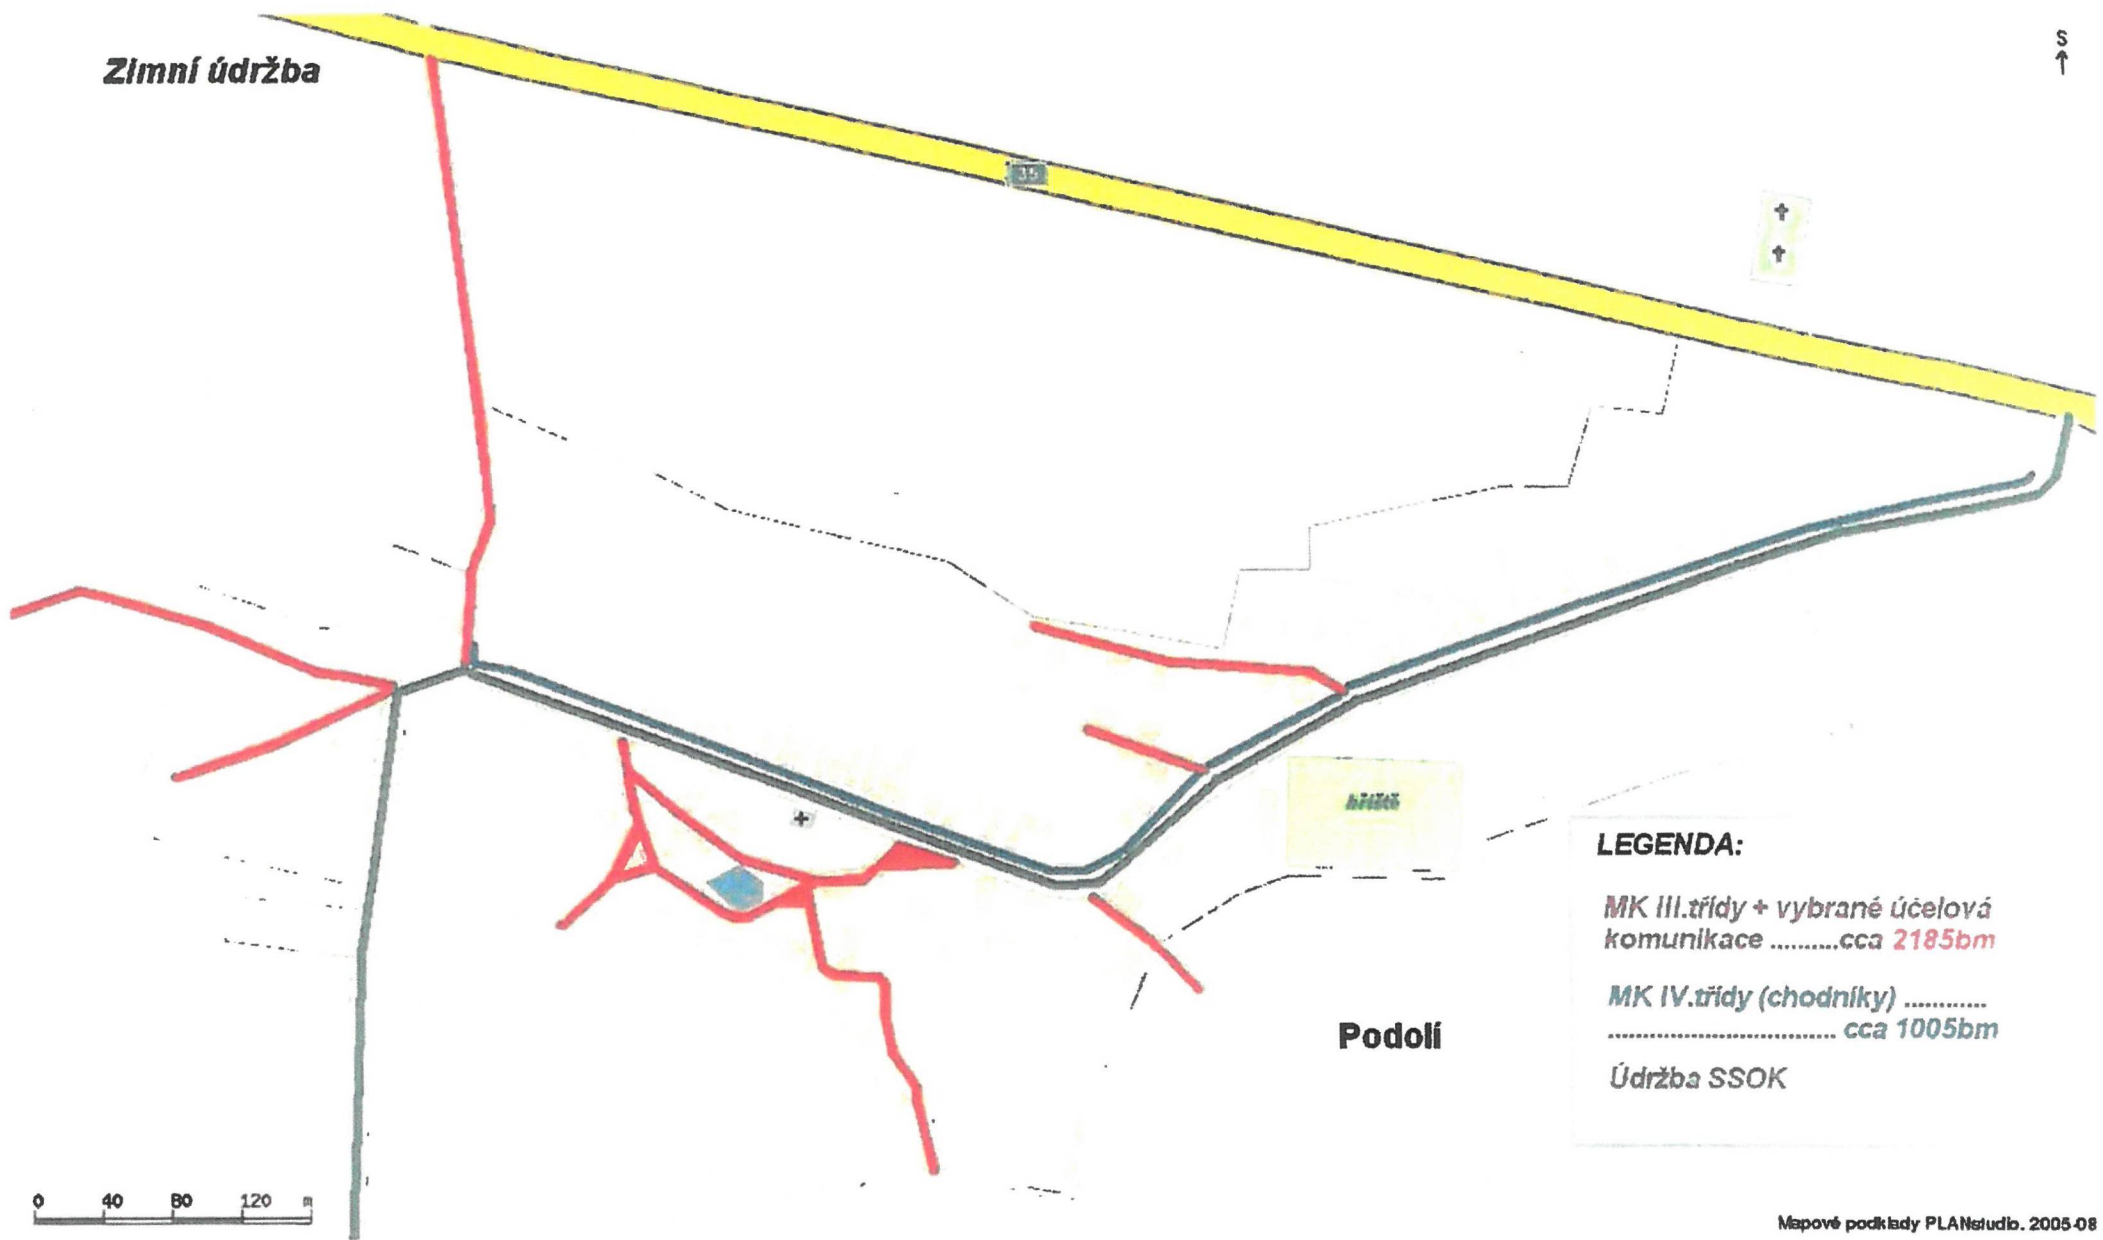 Zimní údržba
S
35
hřiště
LEGENDA:
MK III.třídy + vybrané účelová
komunikace ..........cca 2185bm
MK IV.třídy (chodníky) ............
.................................. cca 1005bm
Údržba SSOK
Podolí
0 40 80 120 m
Mapové podklady PLANstudio. 2005-08